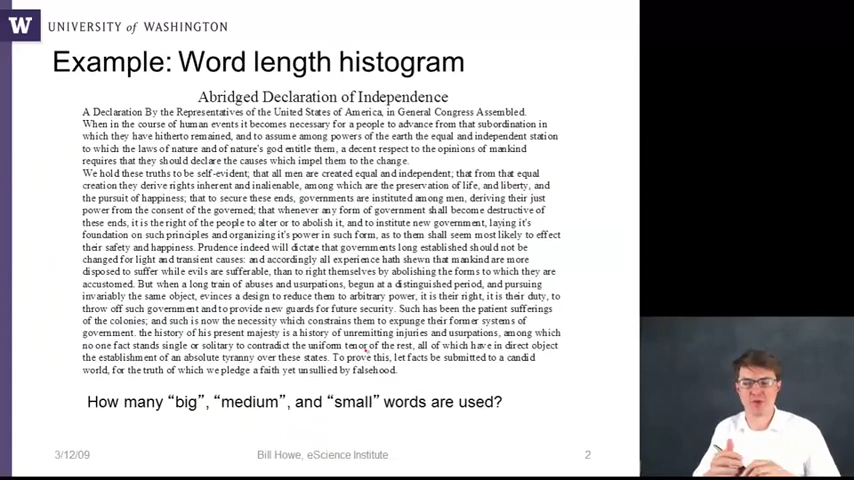 W UNIVERSITY of WASHINGTON
Example: Word length histogram
Abridged Declaration of Independence
A Declaration By the Representatives of the United States of America, in General Congress Assembled.
When in the course of human events it becomes necessary for a people to advance from that subordination in
which they have hitherto remained, and to assume among powers of the earth the equal and independent station
to which the laws of nature and of nature's god entitle them, a decent respect to the opinions of mankind
requires that they should declare the causes which impel them to the change.
We hold these truths to be self-evident; that all men are created equal and independent; that from that equal
creation they derive rights inherent and inalienable, among which are the preservation of life, and liberty, and
the pursuit of happiness; that to secure these ends, governments are instituted among men, deriving their just
power from the consent of the governed; that whenever any form of government shall become destructive of
these ends, it is the right of the people to alter or to abolish it, and to institute new government, laying it's
foundation on such principles and organizing it's power in such form, as to them shall seem most likely to effect
their safety and happiness. Prudence indeed will dictate that governments long established should not be
changed for light and transient causes: and accordingly all experience hath shewn that mankind are more
disposed to suffer while evils are sufferable, than to right themselves by abolishing the forms to which they are
accustomed. But when a long train of abuses and usurpations, begun at a distinguished period, and pursuing
invariably the same object, evinces a design to reduce them to arbitrary power, it is their right, it is their duty, to
throw off such government and to provide new guards for future security. Such has been the patient sufferings
of the colonies; and such is now the necessity which constrains them to expunge their former systems of
government. the history of his present majesty is a history of unremitting injuries and usurpations, among which
no one fact stands single or solitary to contradict the uniform tenor of the rest, all of which have in direct object
the establishment of an absolute tyranny over these states. To prove this, let facts be submitted to a candid
world, for the truth of which we pledge a faith yet unsullied by falsehood.
How many “big”, “medium”, and “small” words are used?
3/12/09 Bill Howe, eScience Institute 2